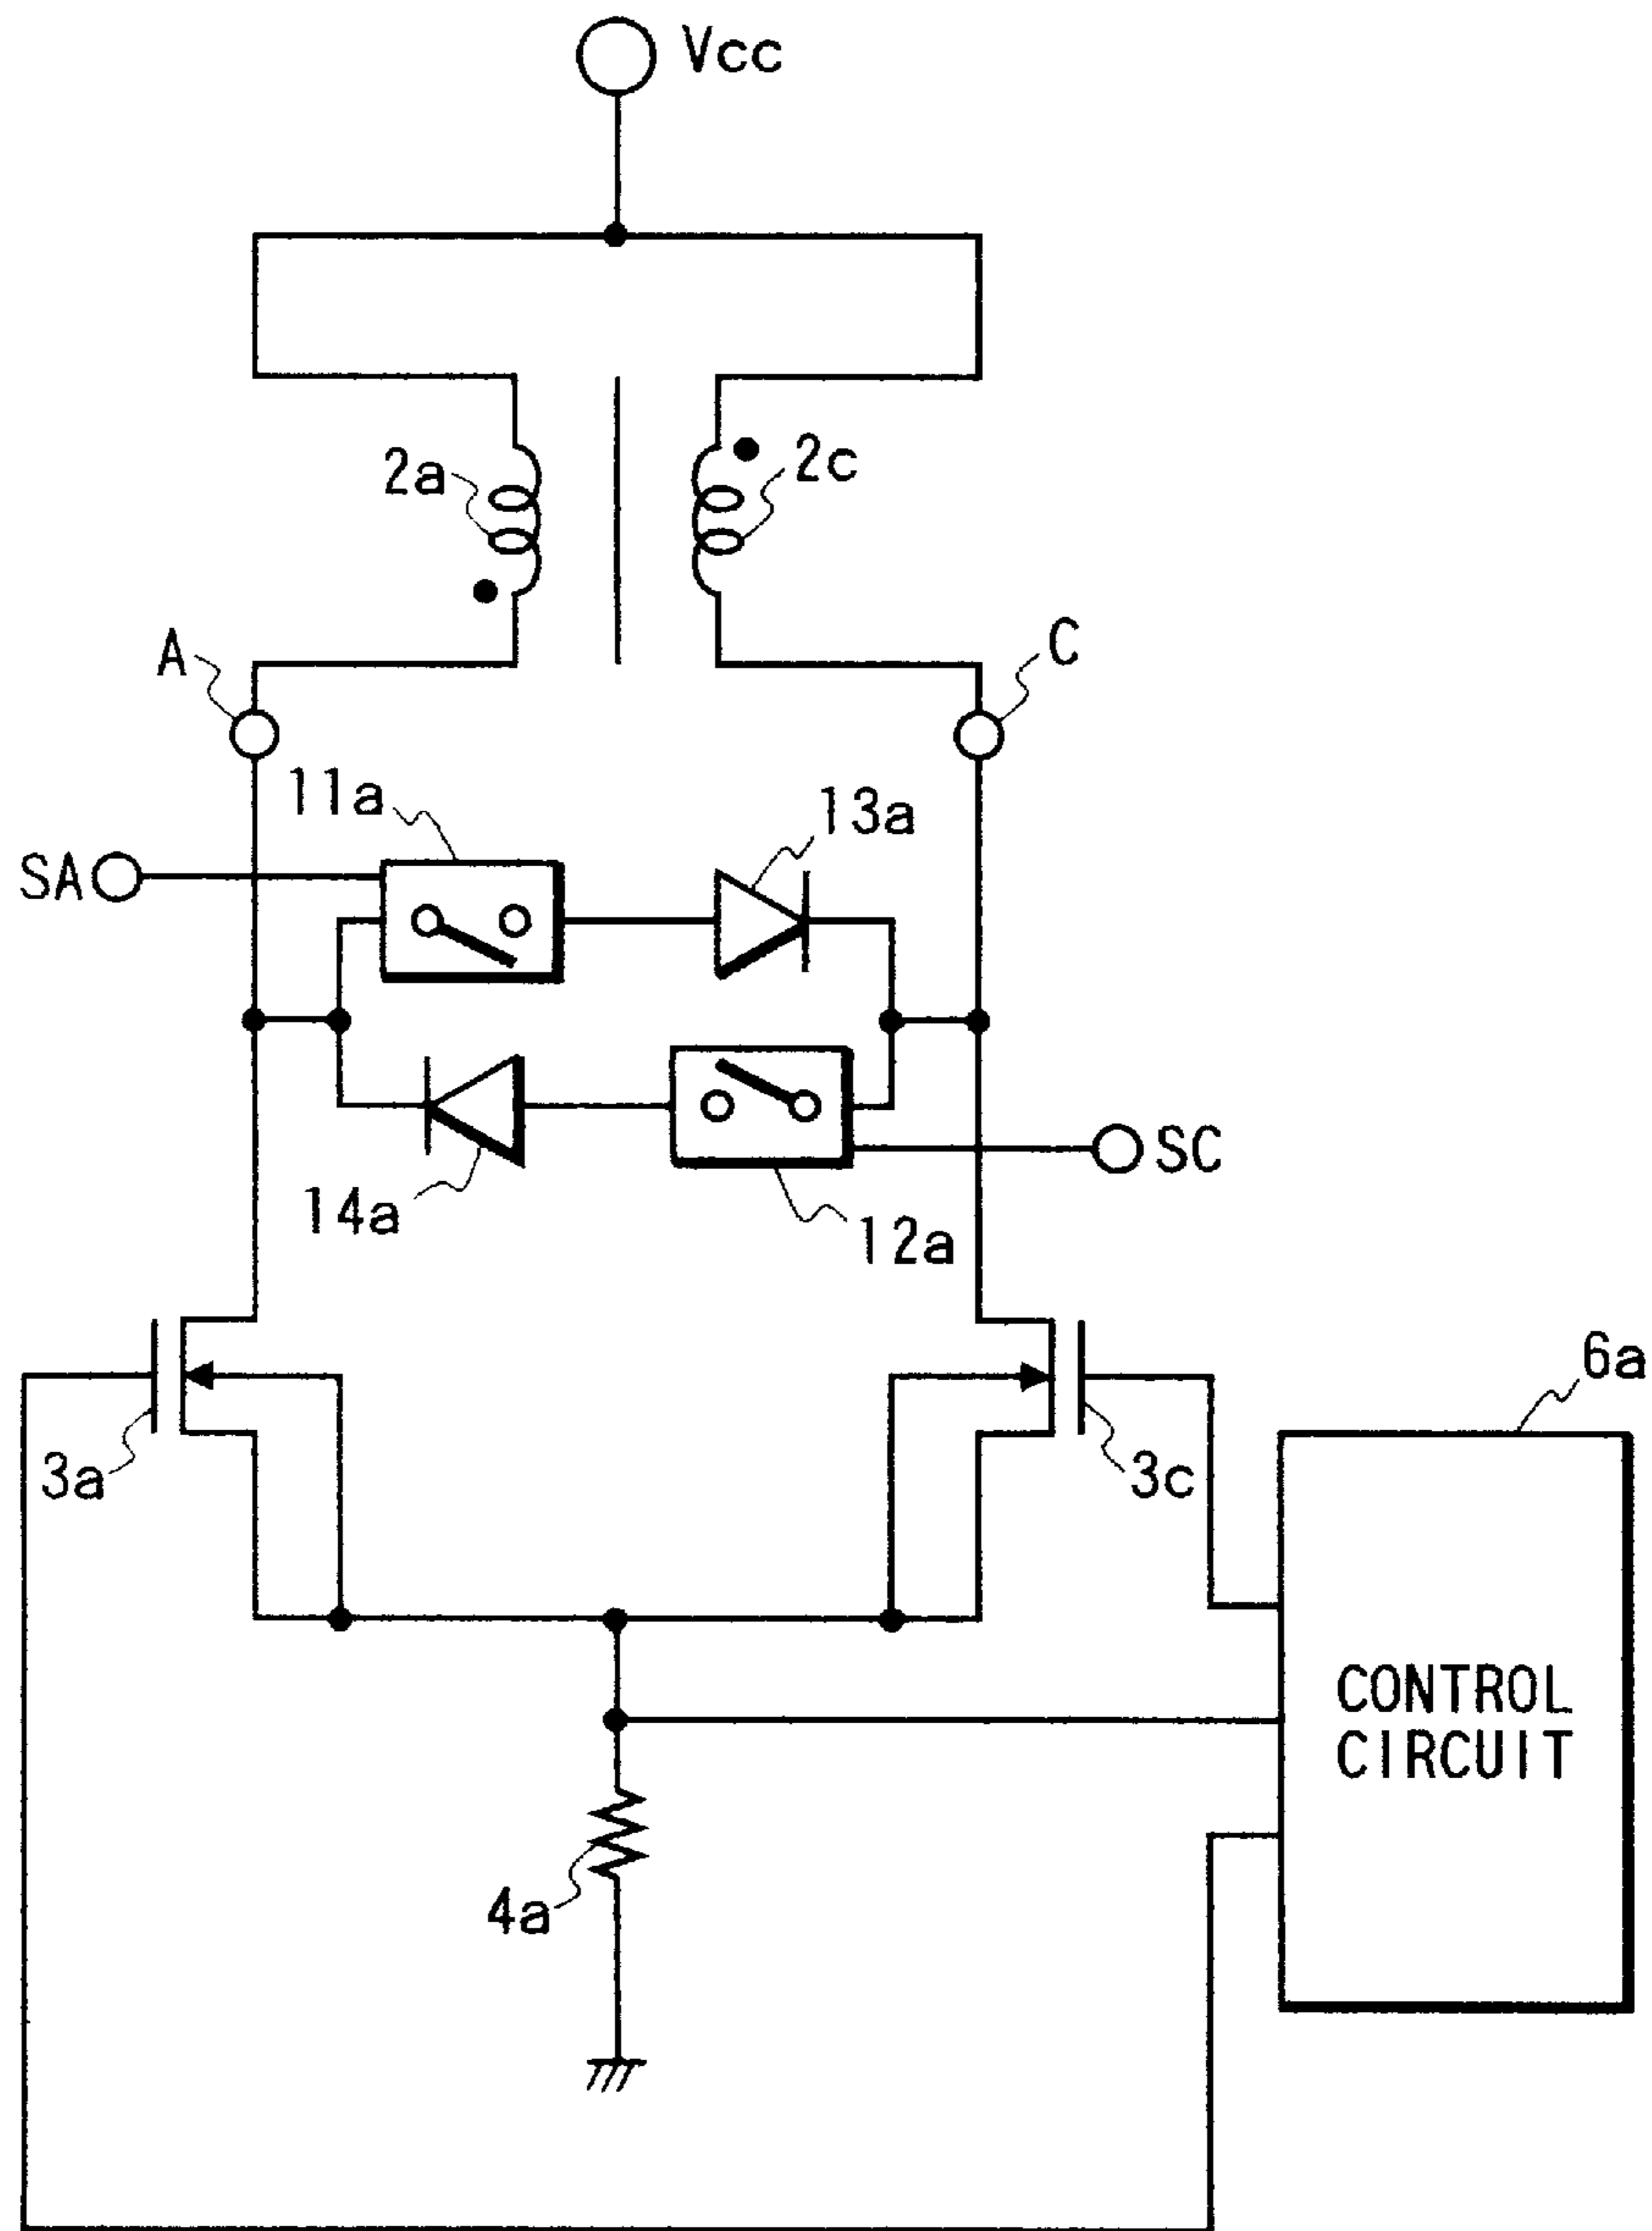 Vcc
2a
2c
A
C
11a
13a
SA
14a
12a
SC
3a
3c
6a
CONTROL
CIRCUIT
4a